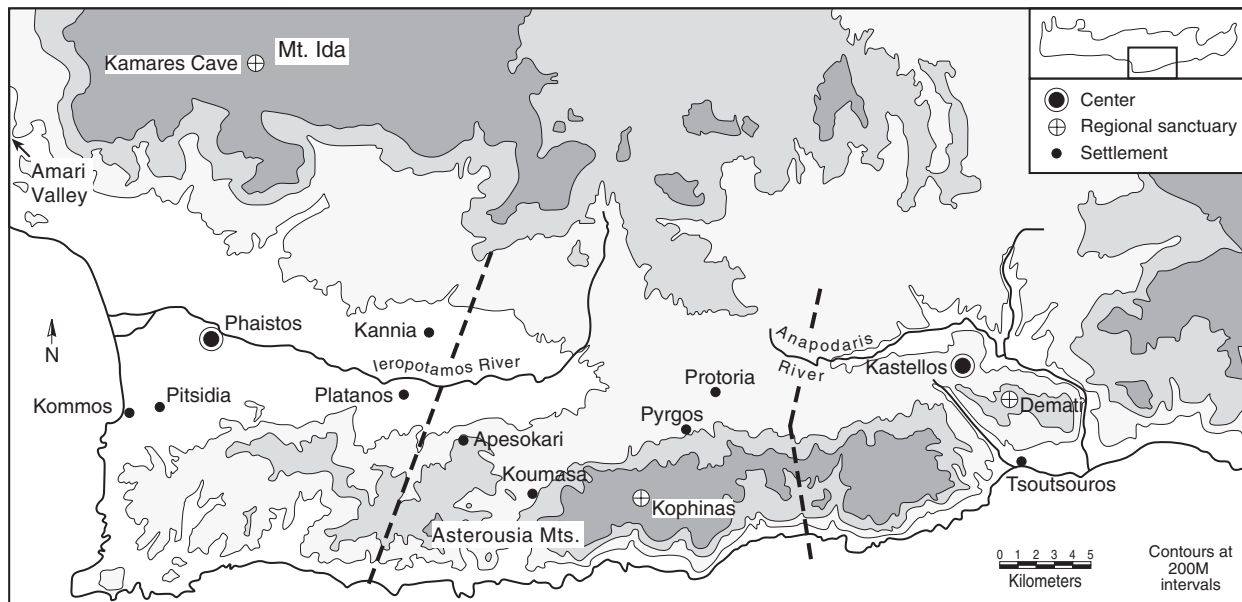 Mt. Ida
Kamares Cave
Center
Regional sanctuary
Settlement
Amari
Valley
N
Phaistos
Kannia
Ieropotamos River
Anapodaris
River
Kastellos
Kommos
Pitsidia
Platanos
Protoria
Pyrgos
Demati
Apesokari
Koumasa
Kophinas
Tsoutsouros
Asterousia Mts.
0 1 2 3 4 5
Kilometers
Contours at
200M
intervals